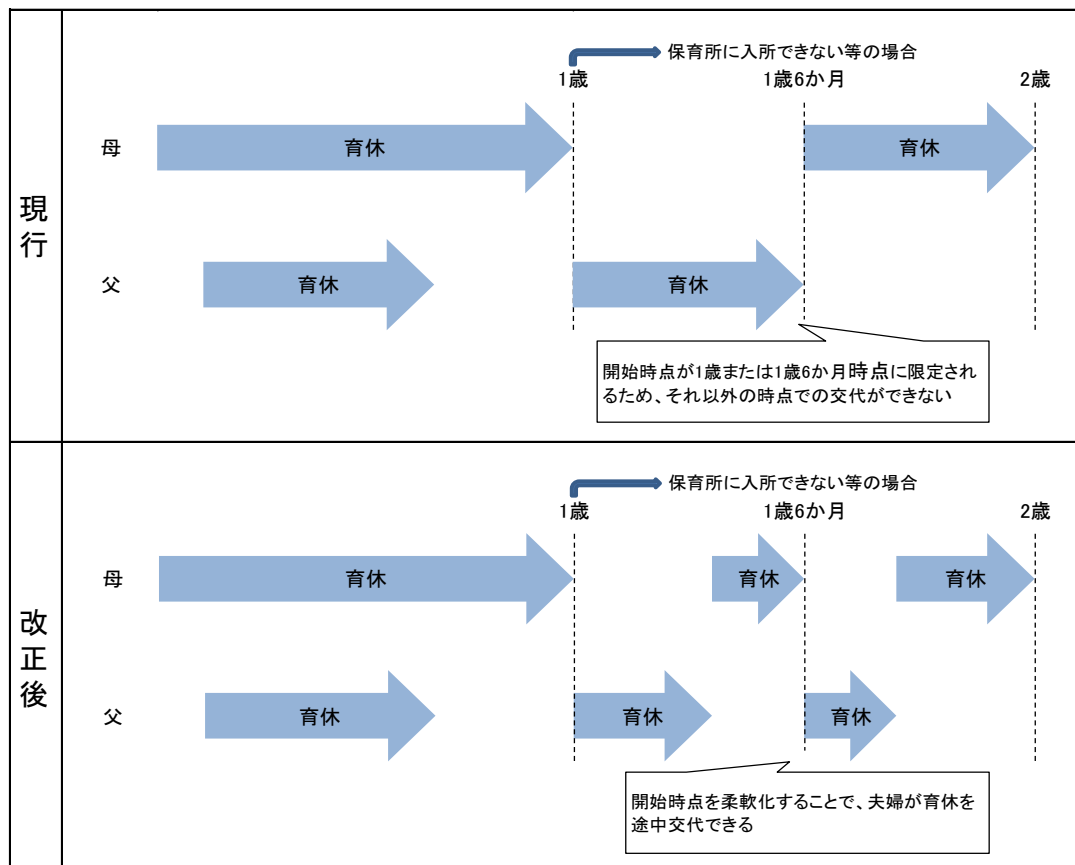 現行
保育所に入所できない等の場合
1歳 1歳6か月 2歳
母 育休 育休
父 育休 育休
開始時点が1歳または1歳6か月時点に限定され
るため、それ以外の時点での交代ができない
改正後
保育所に入所できない等の場合
1歳 1歳6か月 2歳
母 育休 育休 育休
父 育休 育休 育休
開始時点を柔軟化することで、夫婦が育休を
途中交代できる